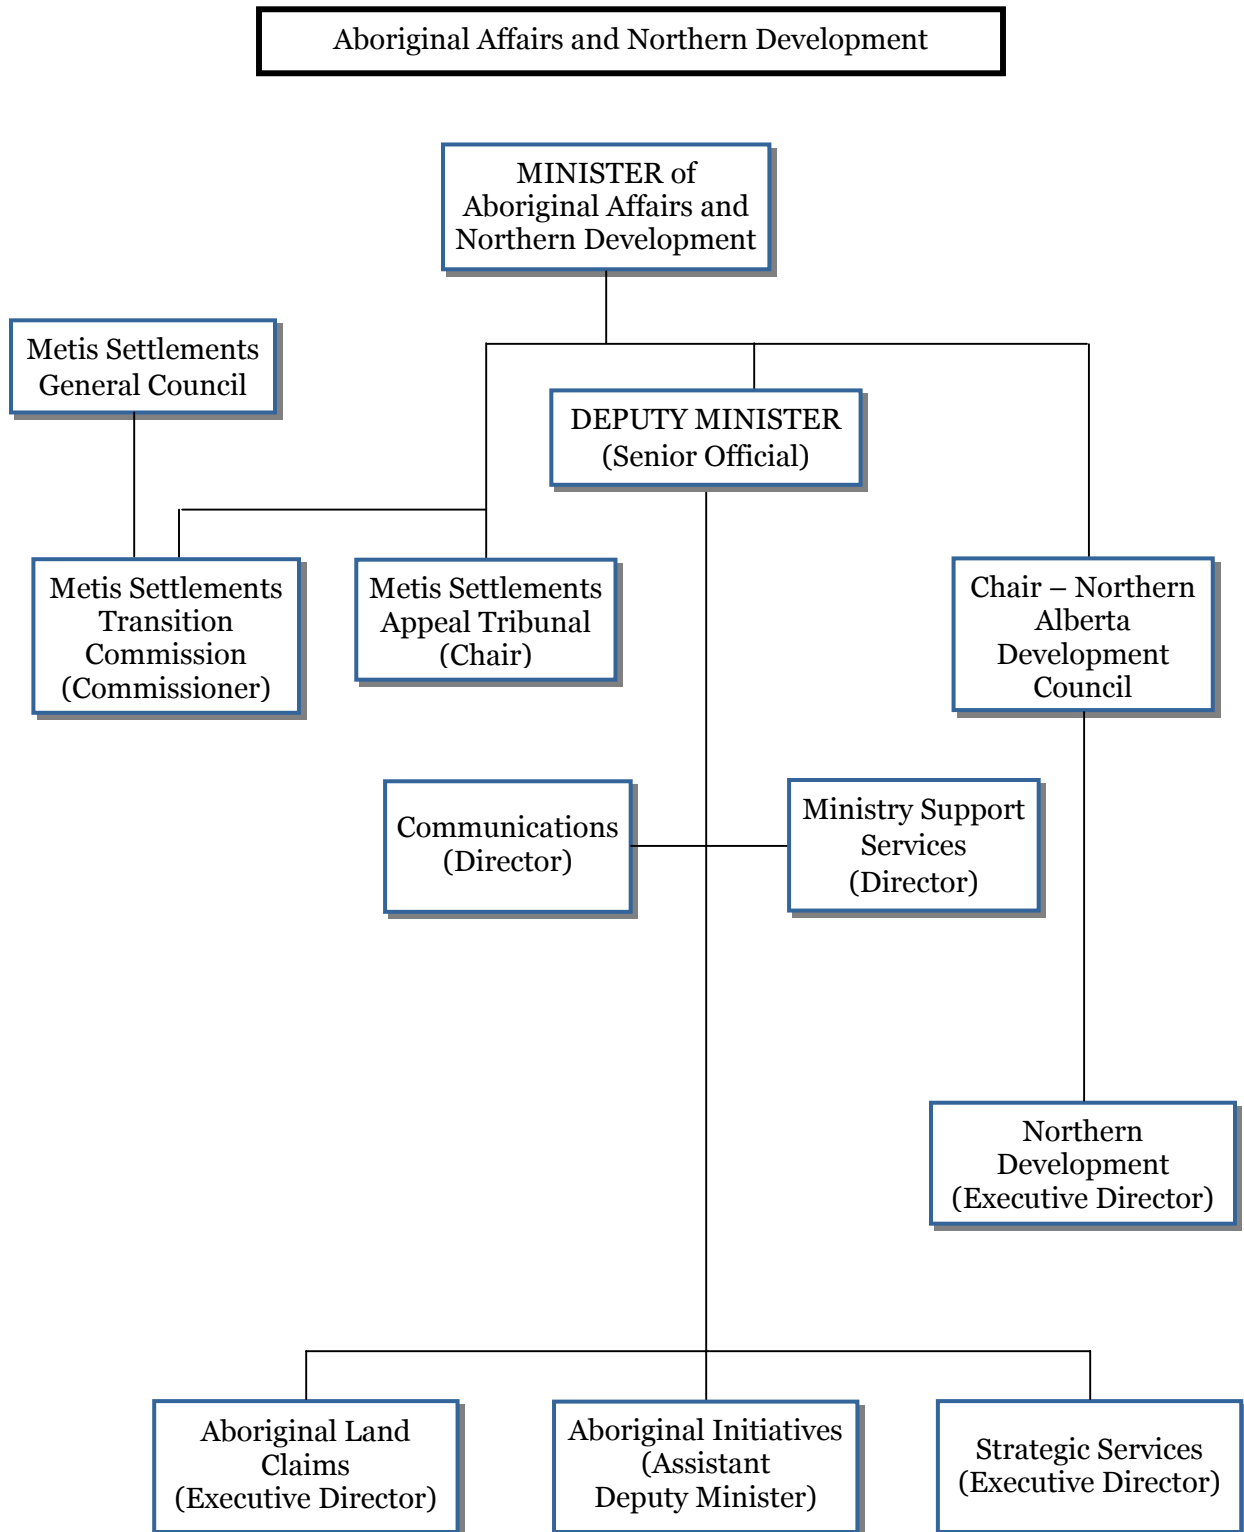 Aboriginal Affairs and Northern Development
MINISTER of
Aboriginal Affairs and
Northern Development
Metis Settlements
General Council
DEPUTY MINISTER
(Senior Official)
Metis Settlements
Transition
Commission
(Commissioner)
Metis Settlements
Appeal Tribunal
(Chair)
Chair – Northern
Alberta
Development
Council
Communications
(Director)
Ministry Support
Services
(Director)
Northern
Development
(Executive Director)
Aboriginal Land
Claims
(Executive Director)
Aboriginal Initiatives
(Assistant
Deputy Minister)
Strategic Services
(Executive Director)